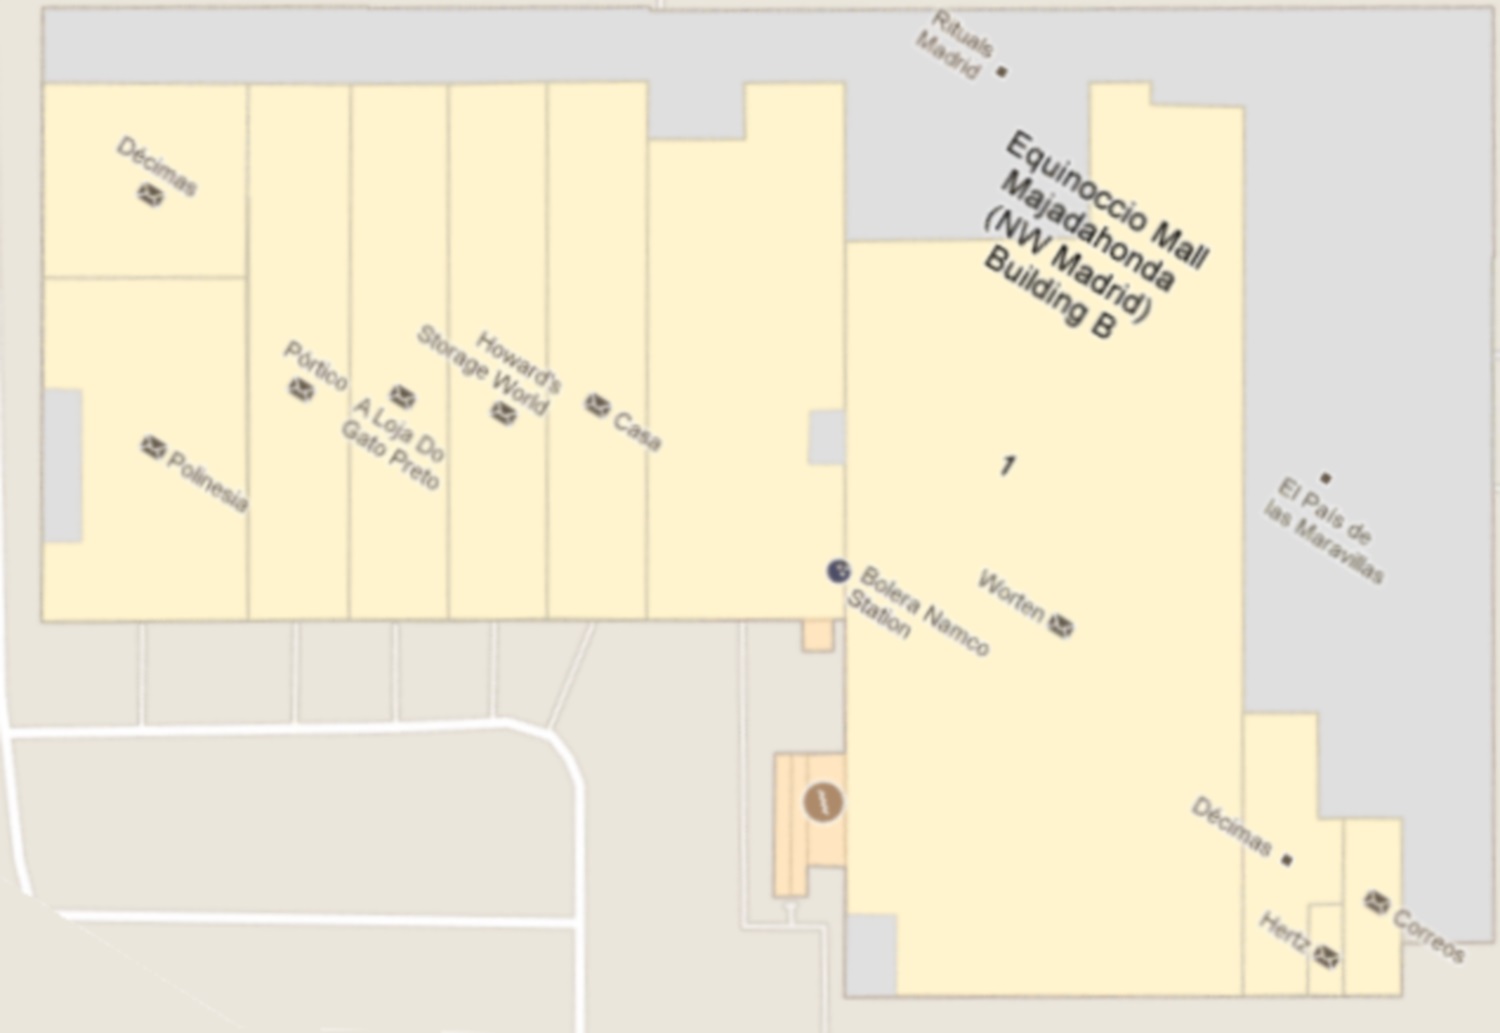 Rituals
Madrid
Équinoccio Mall
Majadahonda
(NW Madrid)
Building B
Décimas
Pórtico
A Loja Do
Gato Preto
Howard's
Storage World
Casa
Polinesia
1
El País de
las Maravillas
Bolera Namco
Station
Worten
Décimas
Hertz
Correos